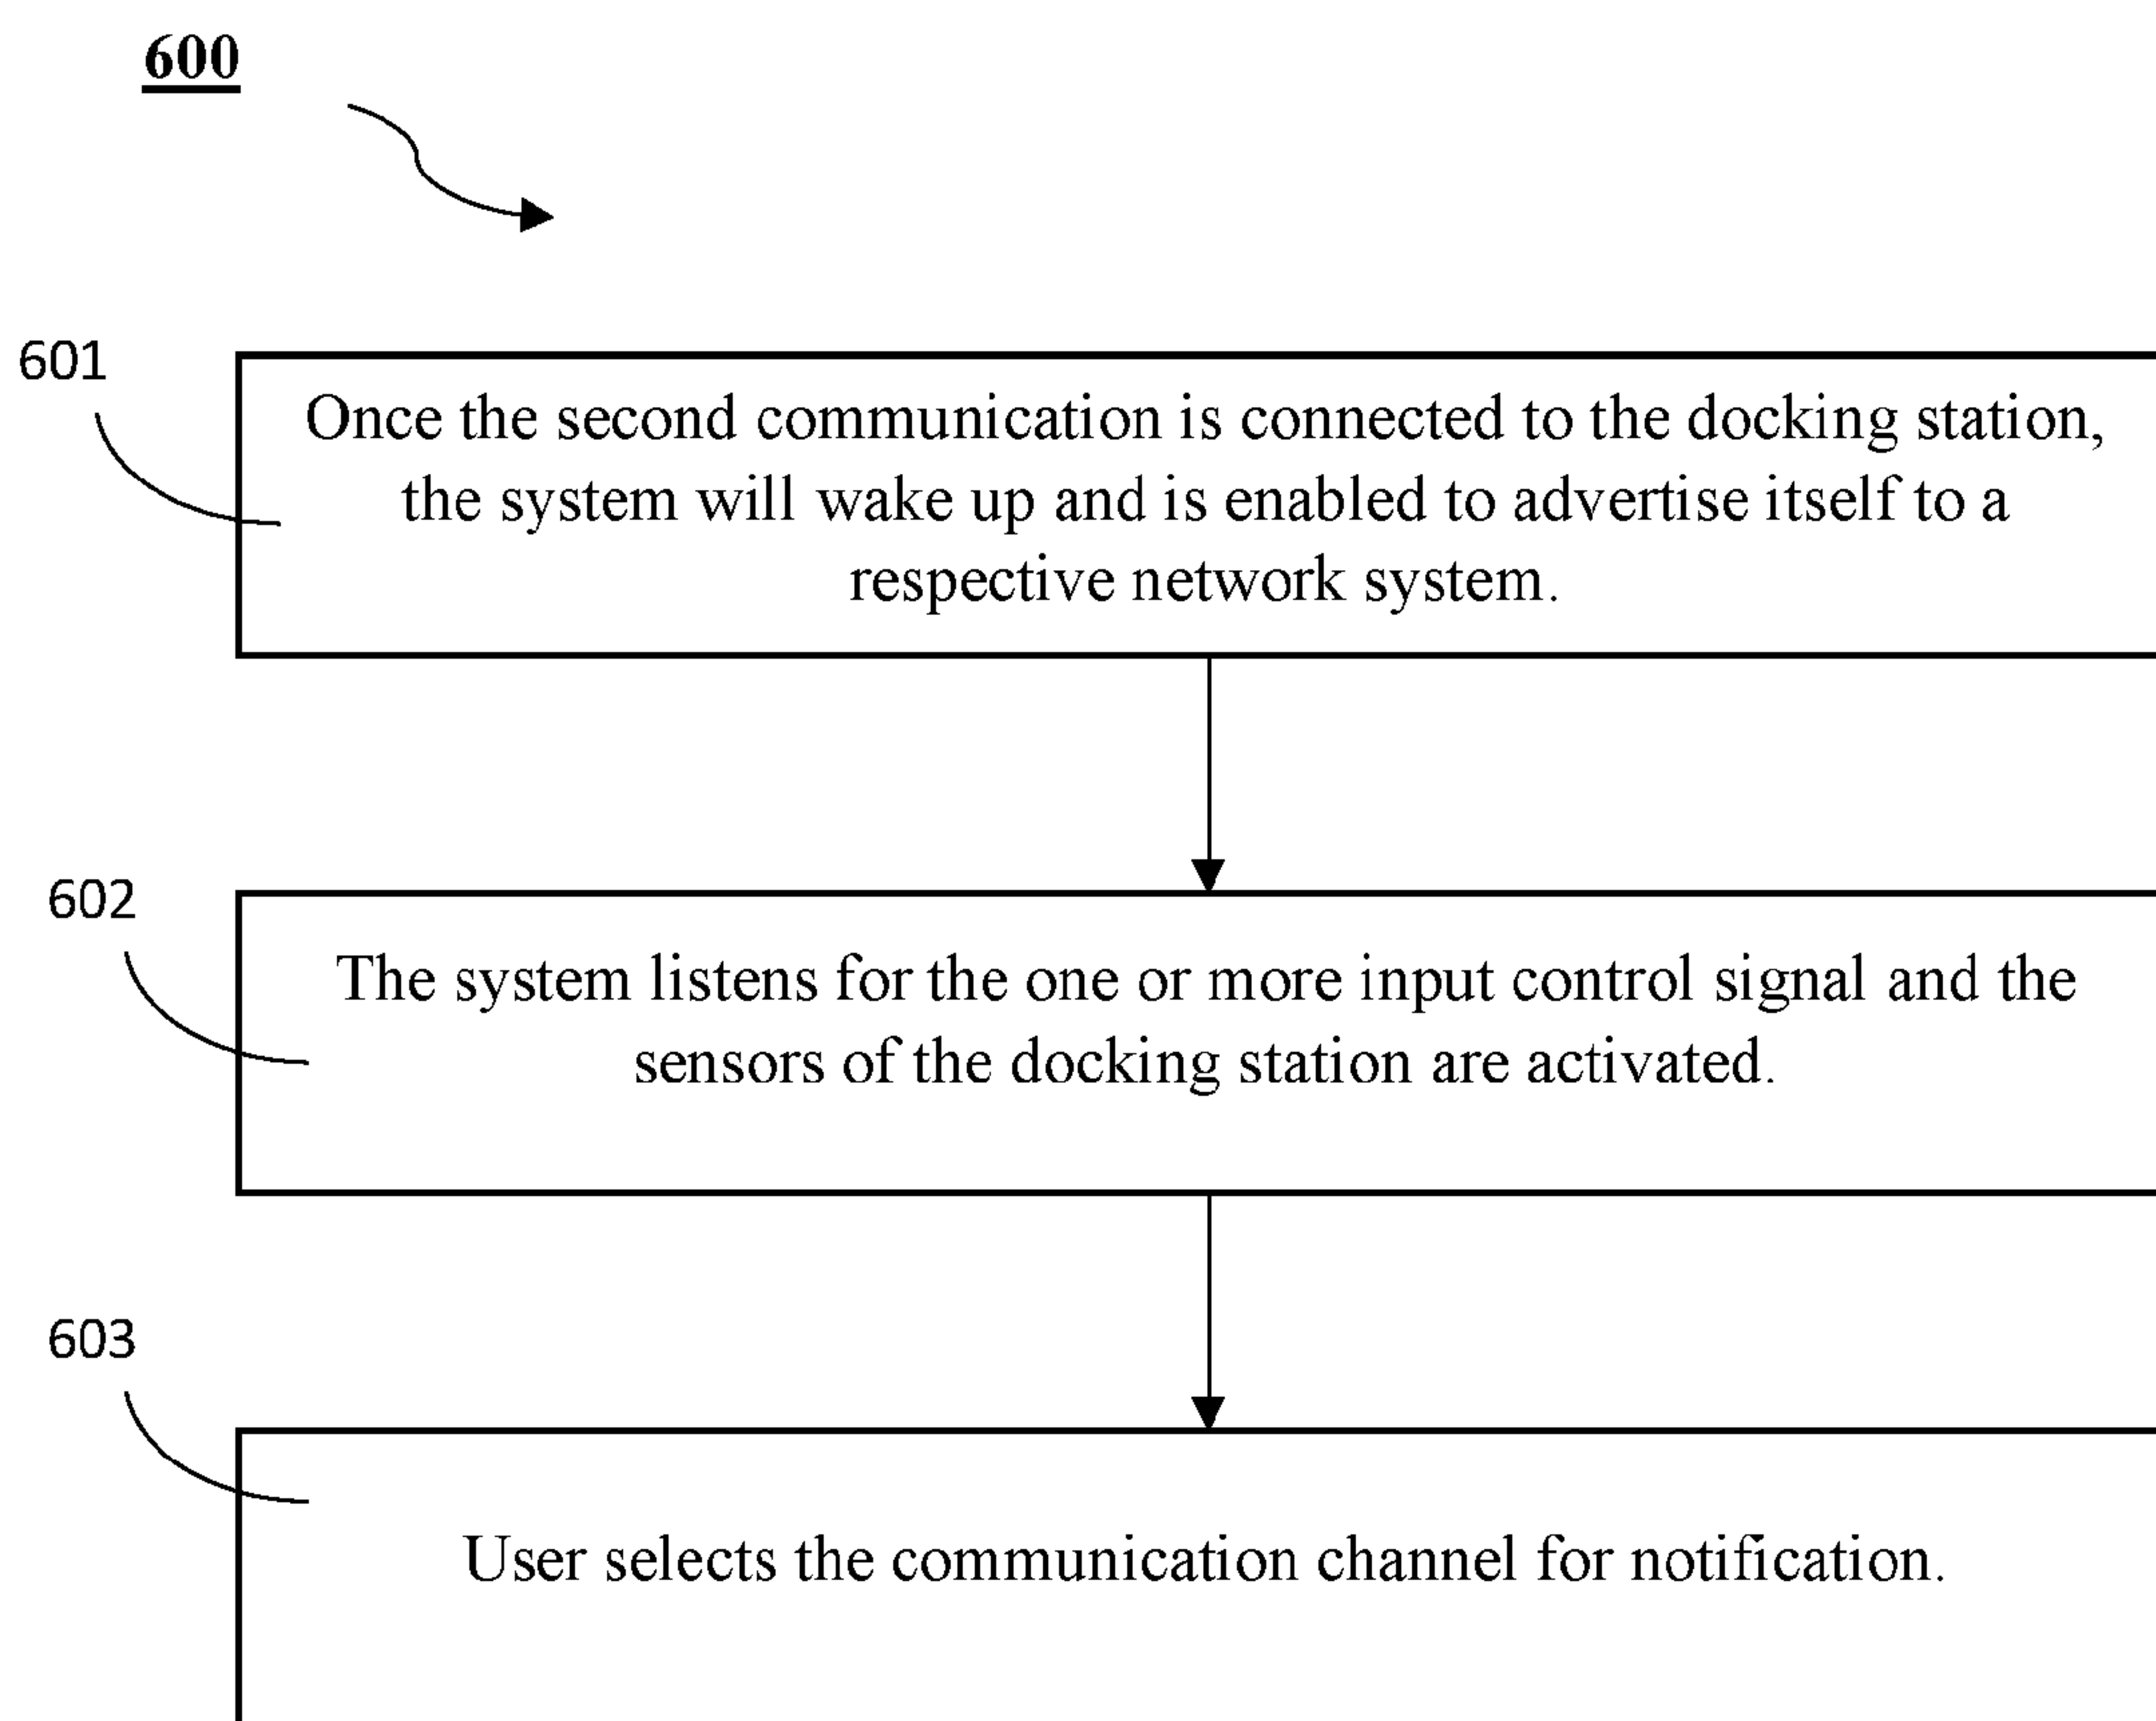 600
601
Once the second communication is connected to the docking station,
the system will wake up and is enabled to advertise itself to a
respective network system.
602
The system listens for the one or more input control signal and the
sensors of the docking station are activated.
603
User selects the communication channel for notification.